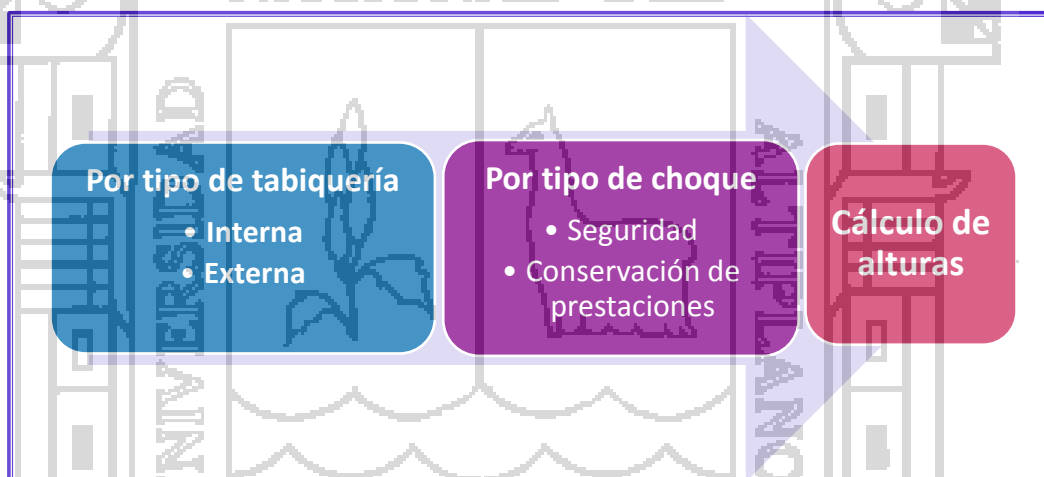 Por tipo de tabiquería
• Interna
• Externa
Por tipo de choque
• Seguridad
• Conservación de
prestaciones
Cálculo de
alturas